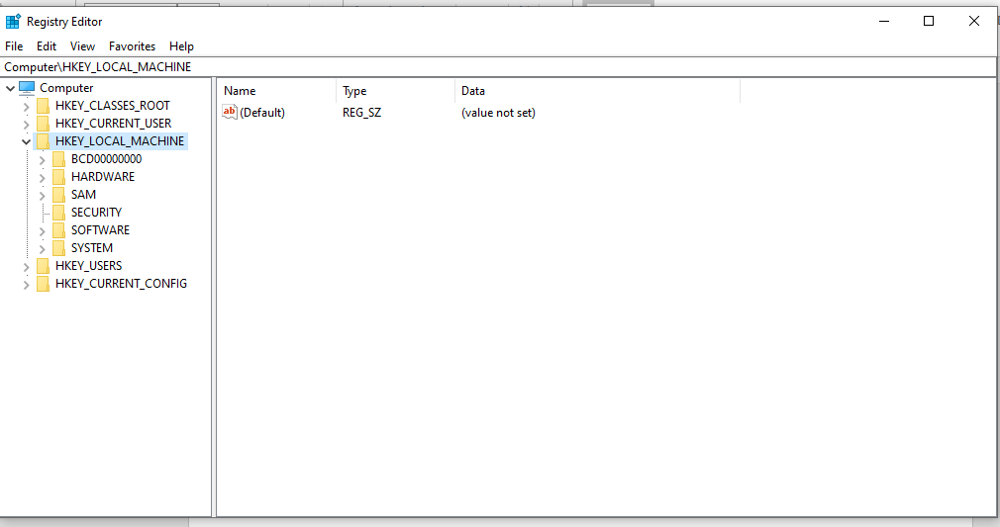 Registry Editor
File Edit View Favorites Help
Computer\HKEY_LOCAL_MACHINE
Computer
HKEY_CLASSES_ROOT
HKEY_CURRENT_USER
HKEY_LOCAL_MACHINE
BCD00000000
HARDWARE
SAM
SECURITY
SOFTWARE
SYSTEM
HKEY_USERS
HKEY_CURRENT_CONFIG
Name Type Data
ab (Default) REG_SZ (value not set)